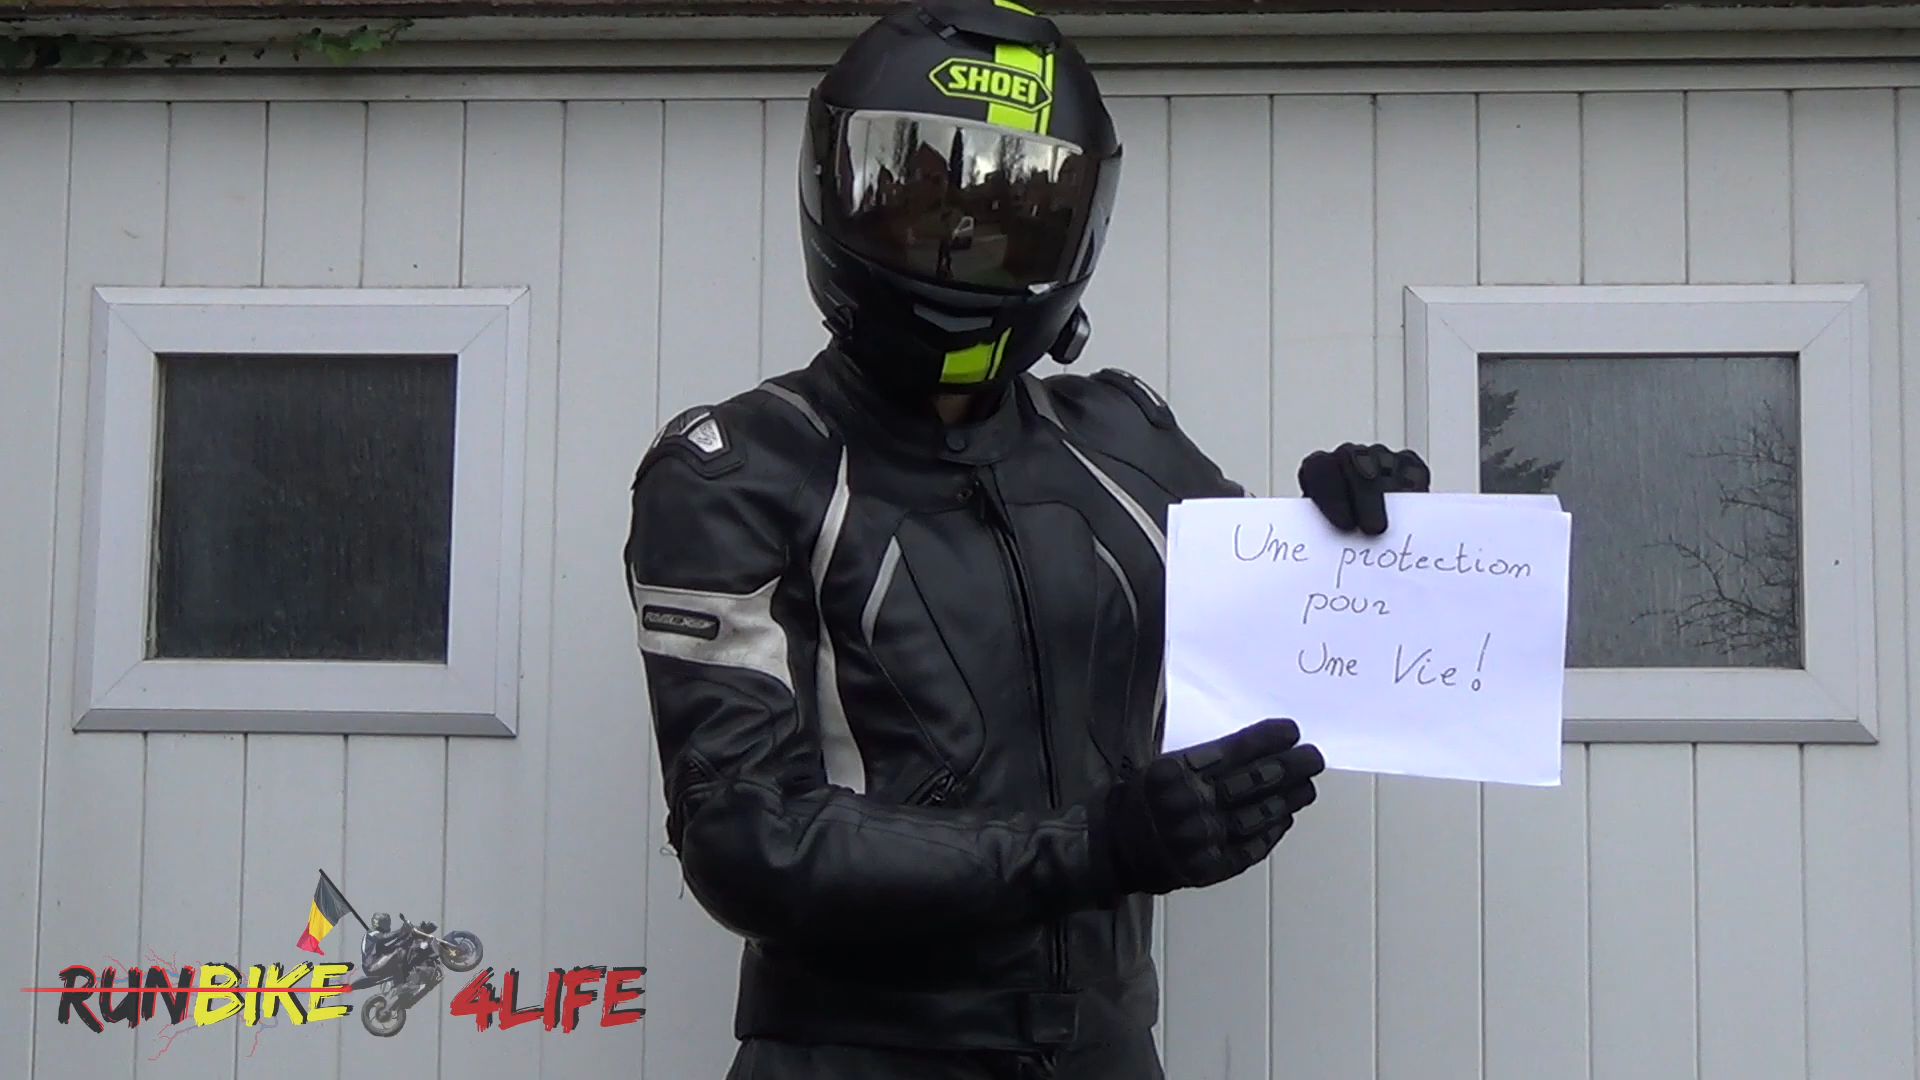 SHOEI
Une protection
pour
Une Vie!
RUNBIKE 4LIFE